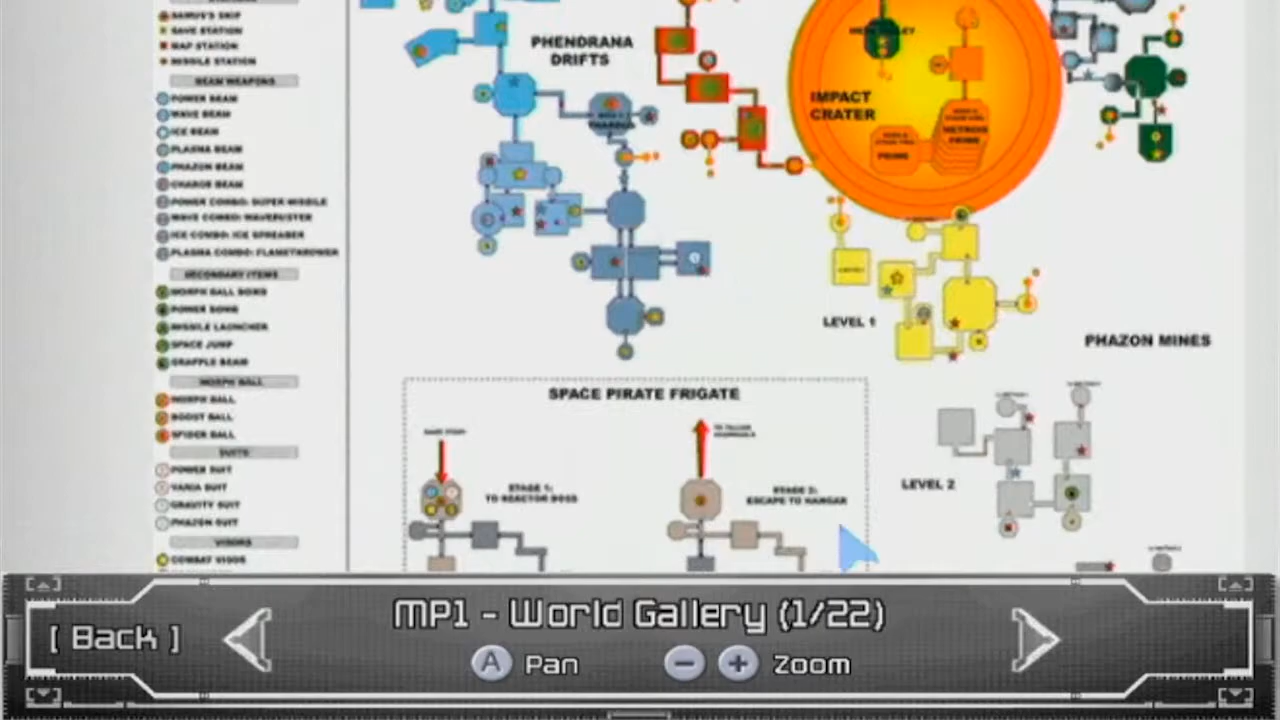 SAMUS'S SHIP
SAVE STATION
MAP STATION
MISSILE STATION
BEAM WEAPONS
POWER BEAM
WAVE BEAM
ICE BEAM
PLASMA BEAM
PHAZON BEAM
CHARGE BEAM
POWER COMBO: SUPER MISSILE
WAVE COMBO: WAVEBUSTER
ICE COMBO: ICE SPREADER
PLASMA COMBO: FLAMETHROWER
SECONDARY ITEMS
MORPH BALL BOMB
POWER BOMB
MISSILE LAUNCHER
SPACE JUMP
GRAPPLE BEAM
MORPH BALL
MORPH BALL
BOOST BALL
SPIDER BALL
SUITS
POWER SUIT
VARIA SUIT
GRAVITY SUIT
PHAZON SUIT
VISORS
COMBAT VISOR
PHENDRANA
DRIFTS
IMPACT
CRATER
METROID
PRIME
PRIME
LEVEL 1
PHAZON MINES
LEVEL 2
SPACE PIRATE FRIGATE
GAME START
STAGE 1:
TO REACTOR BOSS
TO TALLON
OVERWORLD
STAGE 2:
ESCAPE TO HANGAR
MP1 - World Gallery (1/22)
[ Back ]
A Pan
- + Zoom